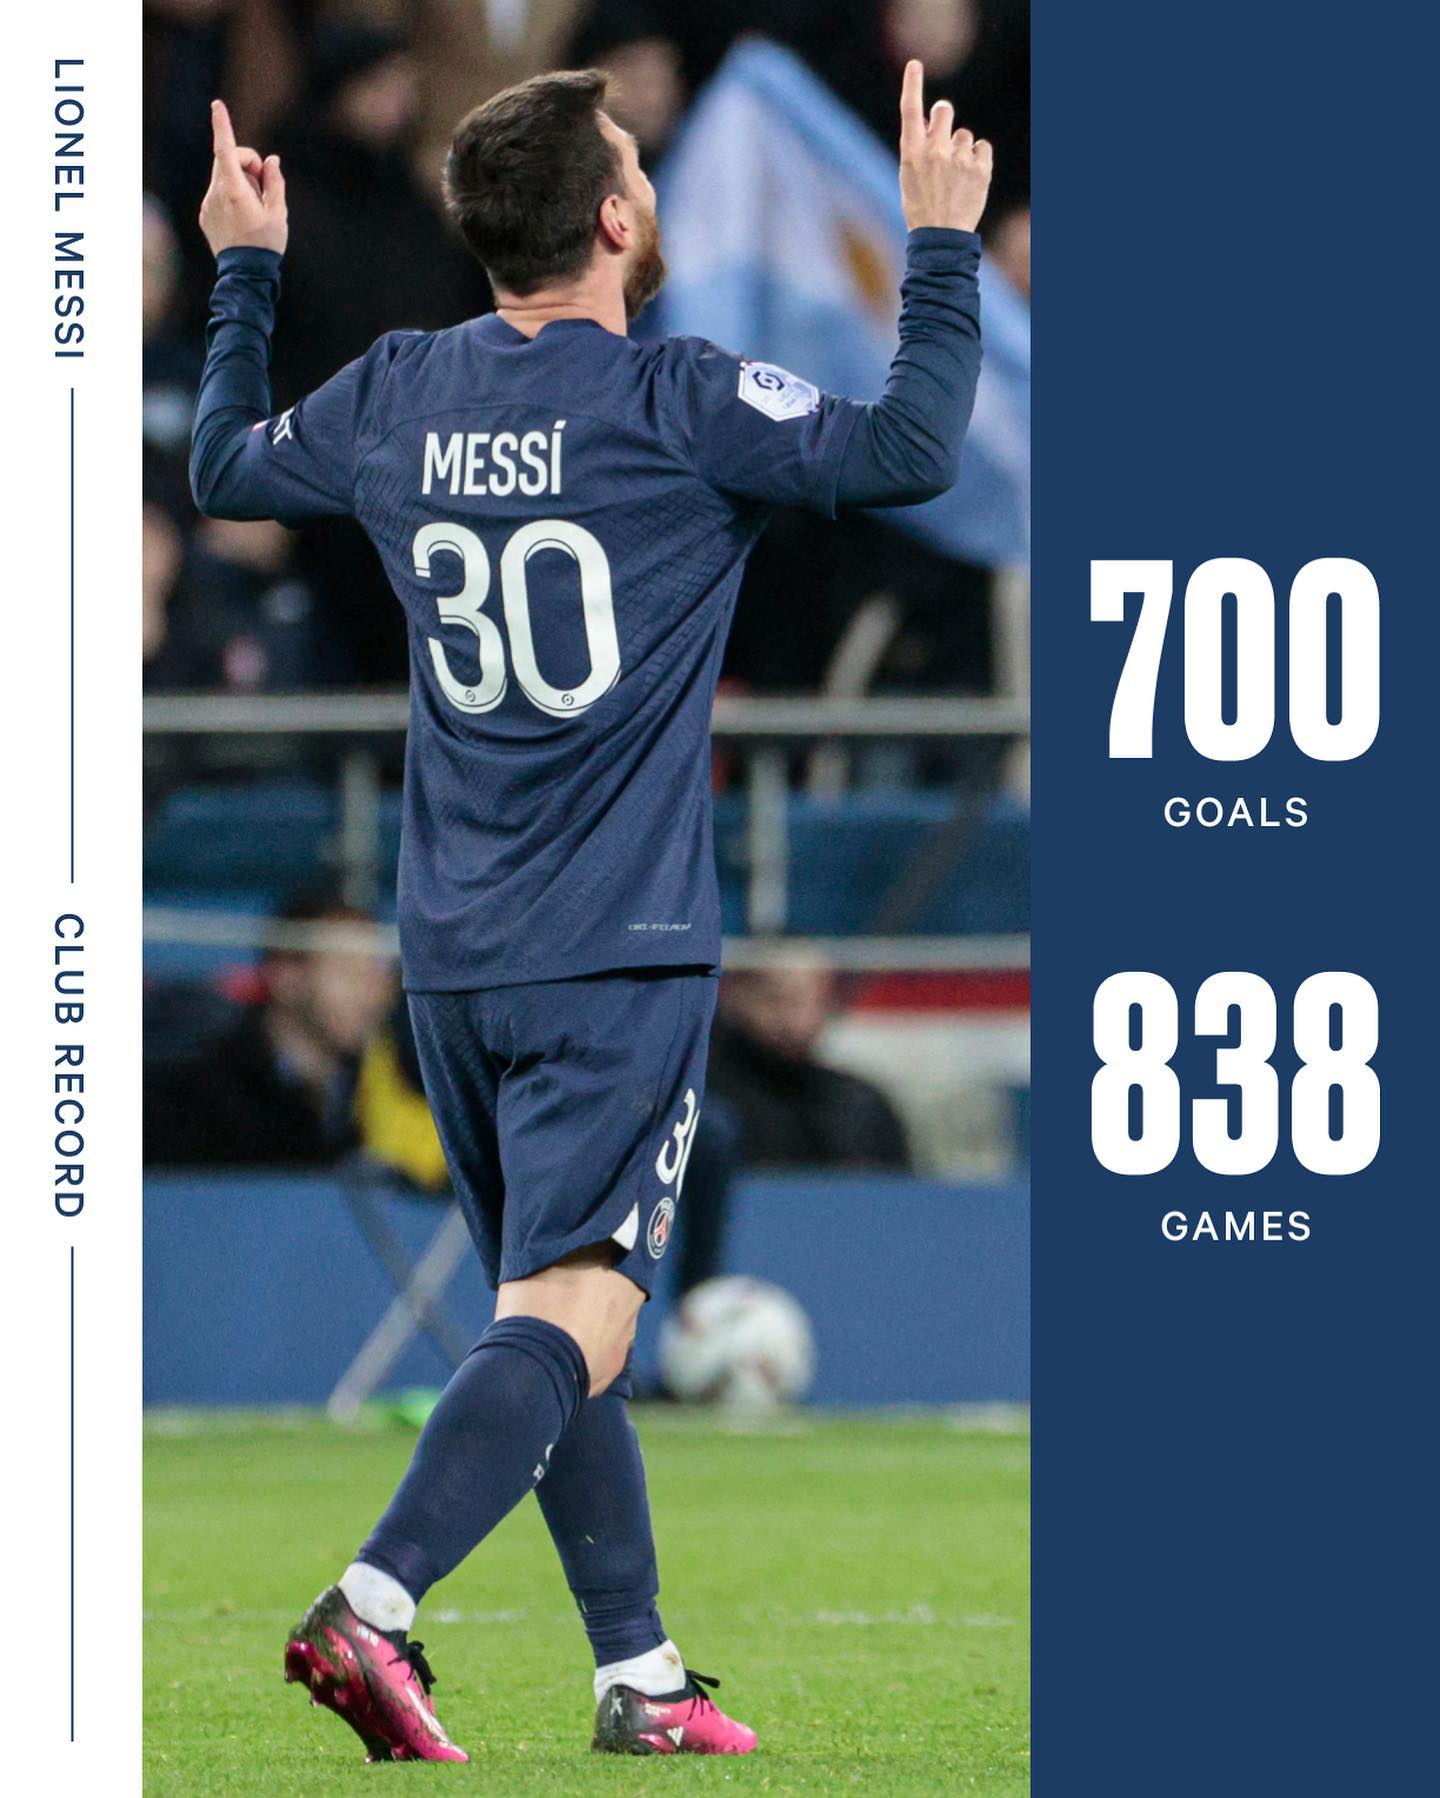 LIONEL MESSI
CLUB RECORD
MESSÍ
30
700
GOALS
838
GAMES